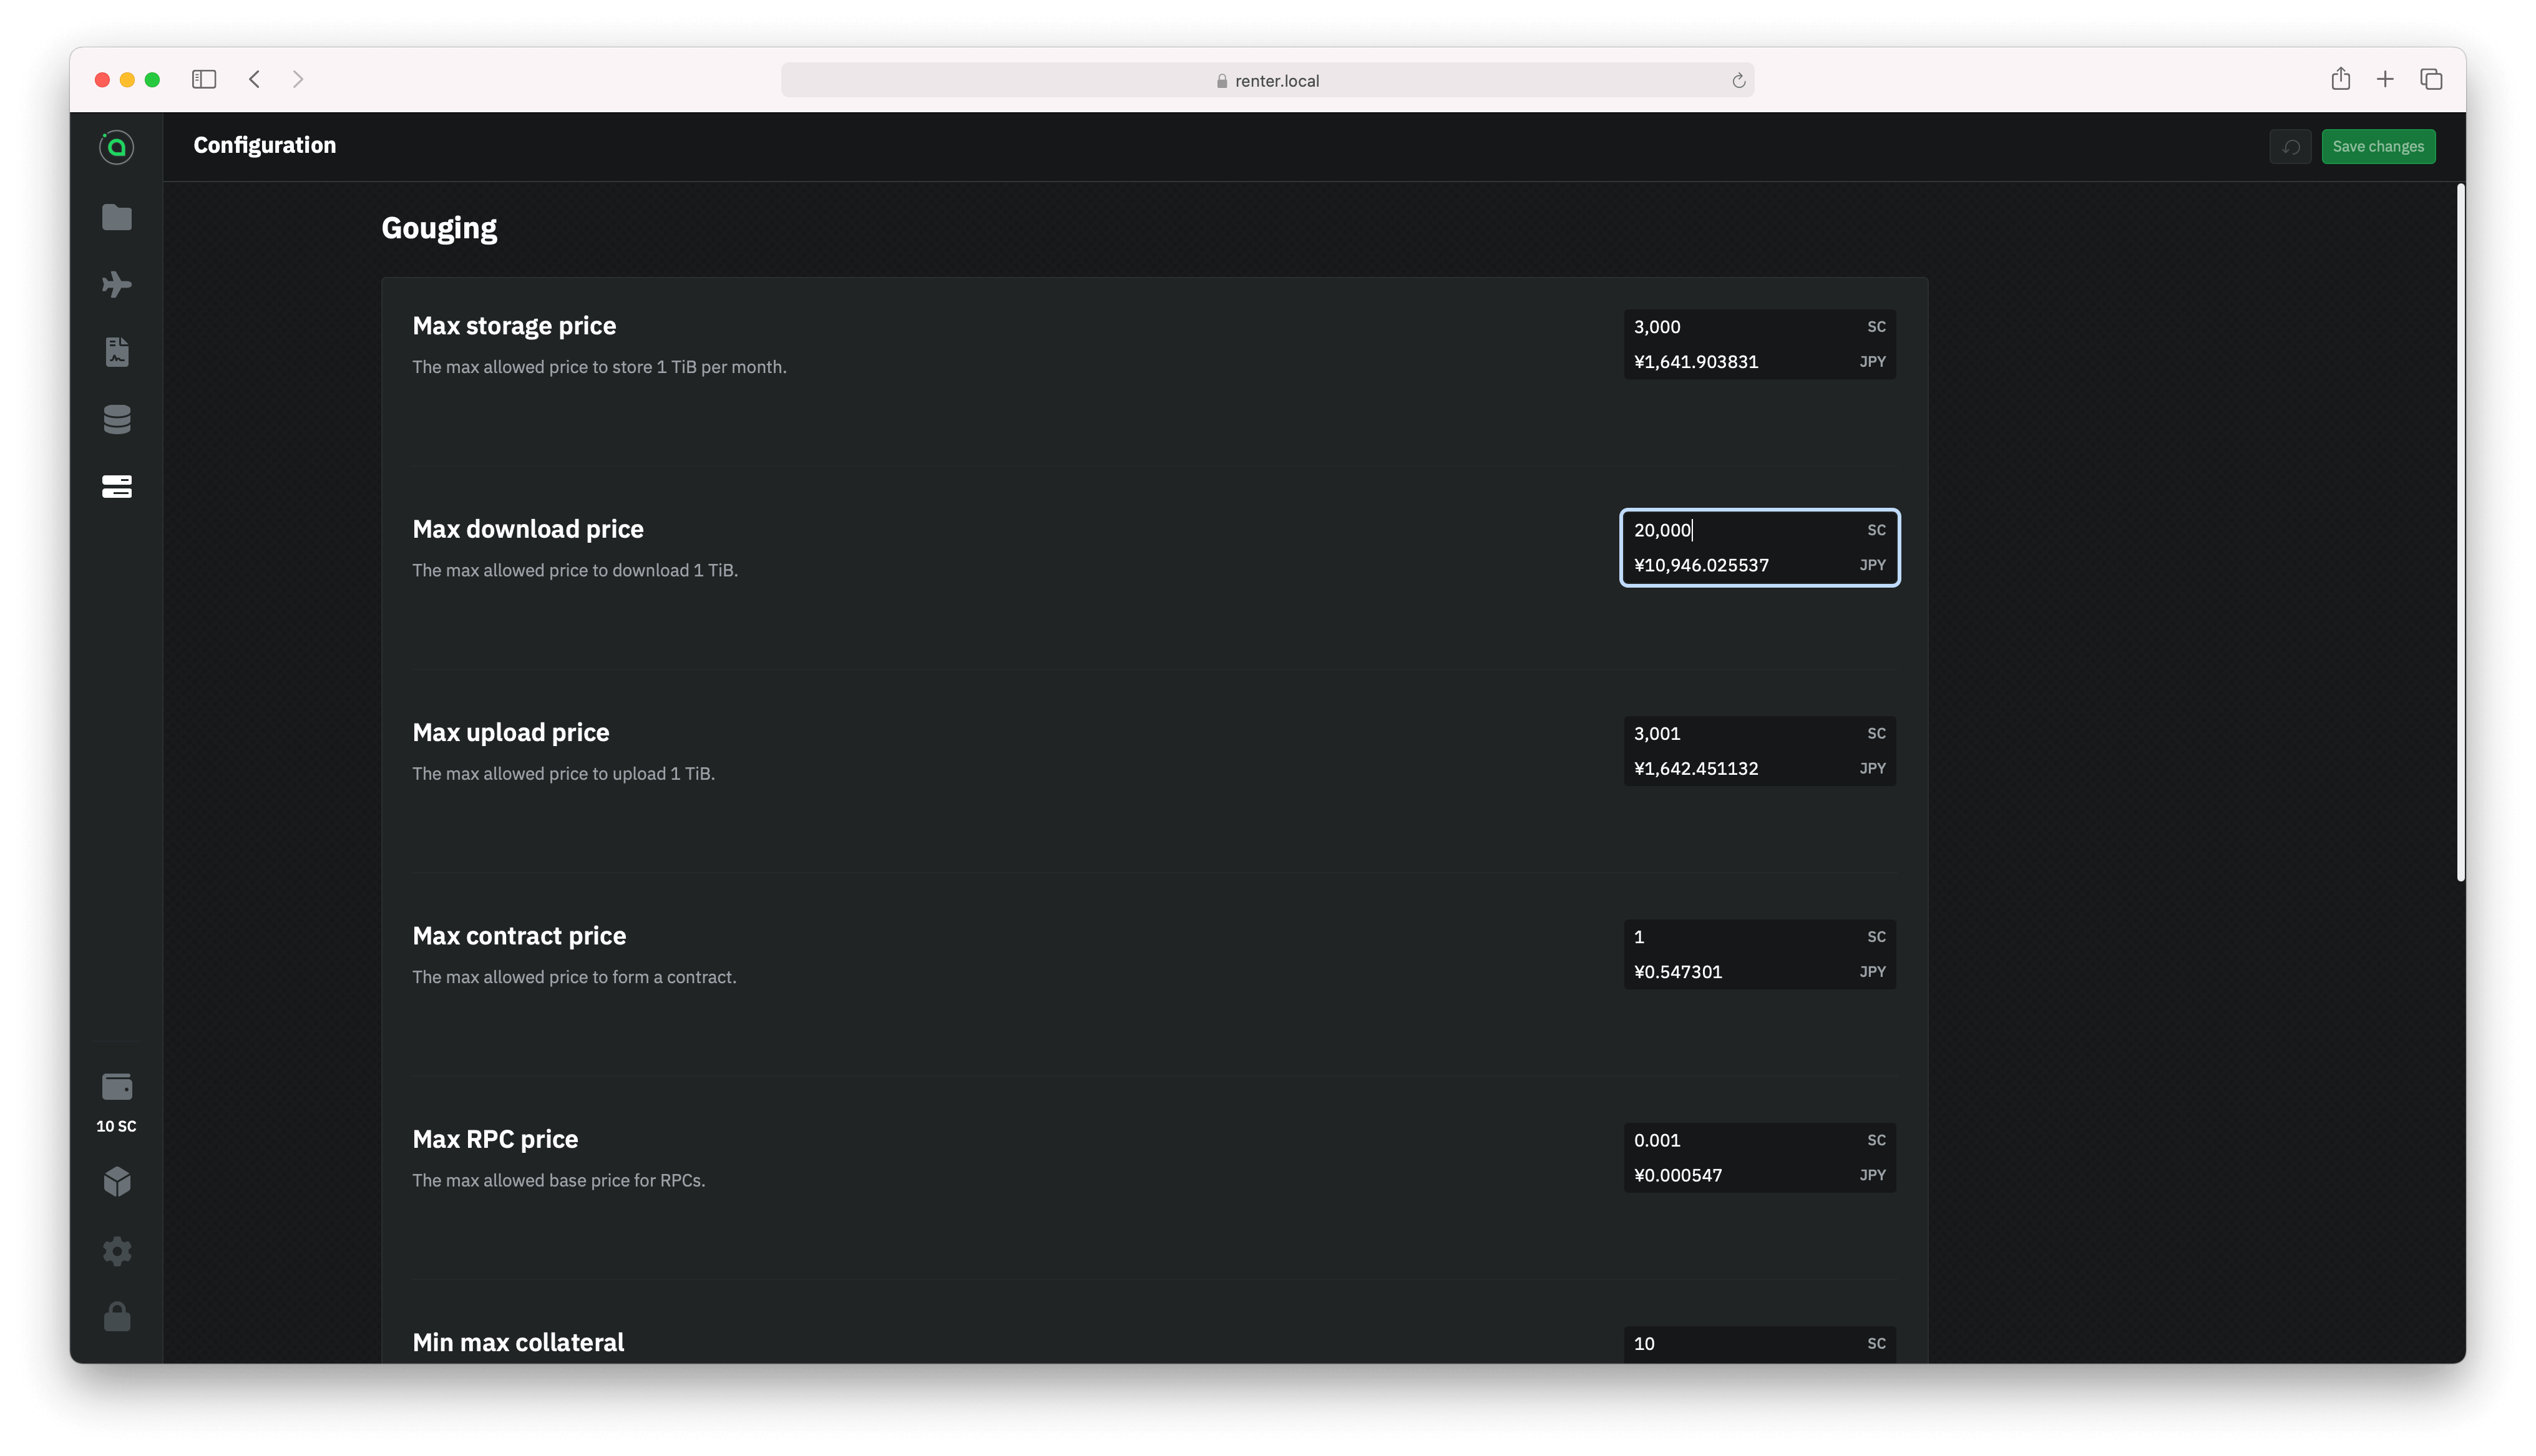 renter.local
Configuration
Save changes
Gouging
Max storage price
3,000 SC
The max allowed price to store 1 TiB per month.
¥1,641.903831 JPY
Max download price
20,000 SC
The max allowed price to download 1 TiB.
¥10,946.025537 JPY
Max upload price
3,001 SC
The max allowed price to upload 1 TiB.
¥1,642.451132 JPY
Max contract price
1 SC
The max allowed price to form a contract.
¥0.547301 JPY
Max RPC price
0.001 SC
The max allowed base price for RPCs.
¥0.000547 JPY
Min max collateral
10 SC
10 SC